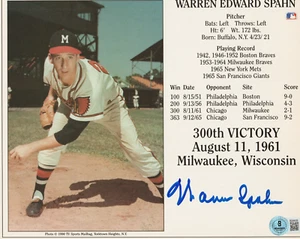 WARREN EDWARD SPAHN
Pitcher
Bats: Left Throws: Left
Ht: 6' Wt. 172 lbs.
Born: Buffalo, N.Y. 4/23/21
Playing Record
1942, 1946-1952 Boston Braves
1953-1964 Milwaukee Braves
1965 New York Mets
1965 San Francisco Giants
Win Date Opponent Site Score
100 8/15/51 Philadelphia Boston 9-0
200 9/13/56 Philadelphia Philadelphia 4-3
300 8/11/61 Chicago Milwaukee 2-1
363 9/12/65 Chicago San Francisco 9-2
300th VICTORY
August 11, 1961
Milwaukee, Wisconsin
Warren Spahn
M